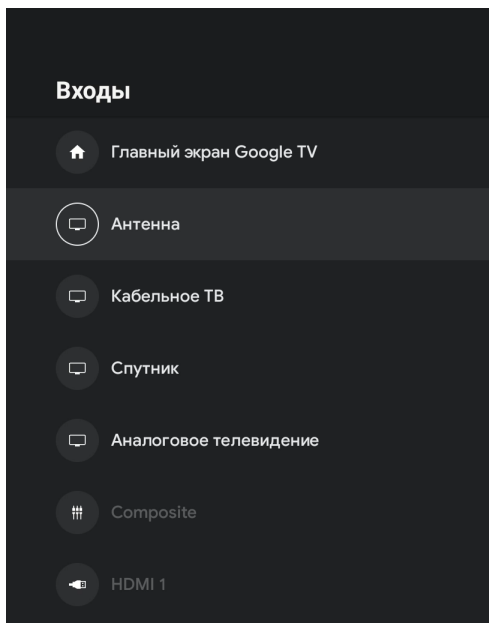 Входы
Главный экран Google TV
Антенна
Кабельное ТВ
Спутник
Аналоговое телевидение
Composite
HDMI 1